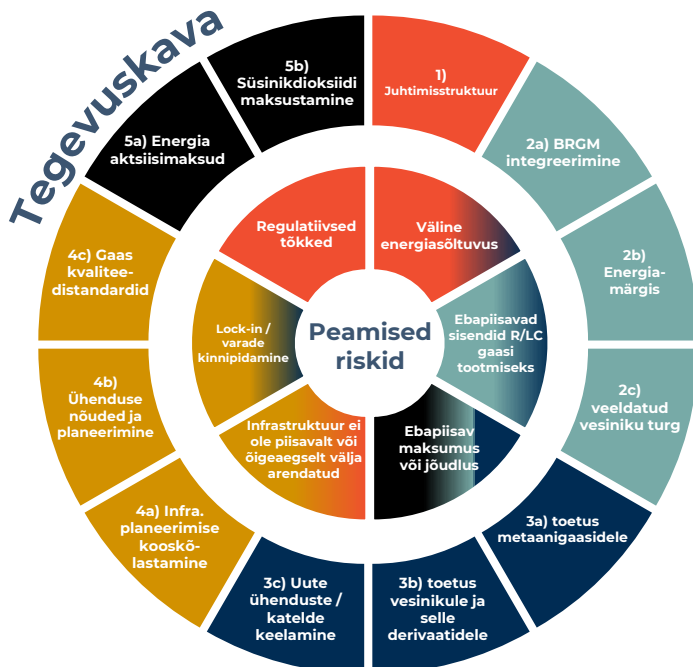 Tegevuskava
1)
Juhtimisstruktuur
2a) BRGM
integreerimine
2b)
Energia-
märgis
2c)
veeldatud
vesiniku turg
3a) toetus
metaanigaasidele
3b) toetus
vesinikule ja
selle
derivaatidele
3c) Uute
ühenduste /
katelde
keelamine
4a) Infra.
planeerimise
kooskõ-
lastamine
4b)
Ühenduse
nõuded ja
planeerimine
4c) Gaas
kvalitee-
distandardid
5a) Energia
aktsiisimaksud
5b)
Süsinikdioksiidi
maksustamine
Peamised
riskid
Regulatiivsed
tõkked
Väline
energiasõltuvus
Ebapiisavad
sisendid R/LC
gaasi
tootmiseks
Ebapiisav
maksumus
või jõudlus
Infrastruktuur ei
ole piisavalt või
õigeaegselt välja
arendatud
Lock-in /
varade
kinnipidamine